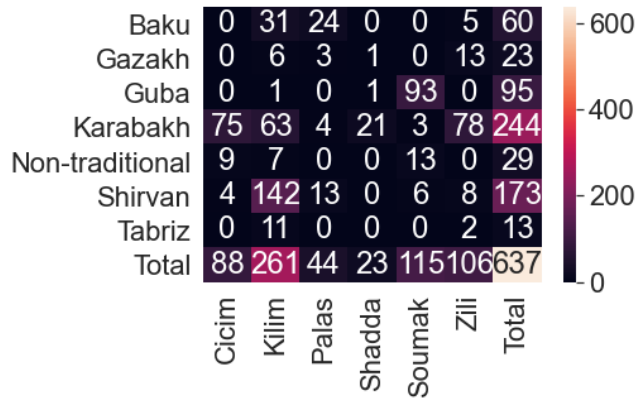 Baku 0 31 24 0 0 5 60
Gazakh 0 6 3 1 0 13 23
Guba 0 1 0 1 93 0 95
Karabakh 75 63 4 21 3 78 244
Non-traditional 9 7 0 0 13 0 29
Shirvan 4 142 13 0 6 8 173
Tabriz 0 11 0 0 0 2 13
Total 88 261 44 23 115 106 637
Cicim Kilim Palas Shadda Soumak Zili Total
600
400
200
0